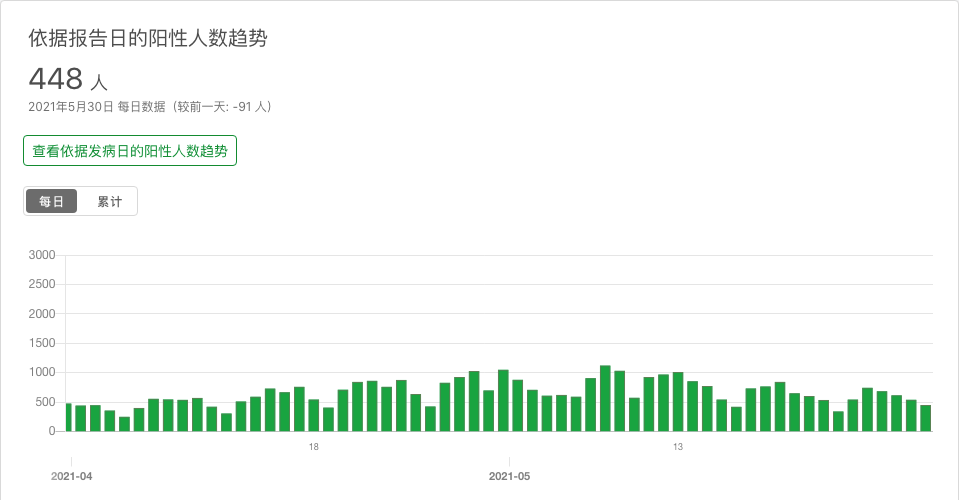 依据报告日的阳性人数趋势
448 人
2021年5月30日 每日数据（较前一天: -91 人）
查看依据发病日的阳性人数趋势
每日 累计
3000
2500
2000
1500
1000
500
0
18 13
2021-04 2021-05